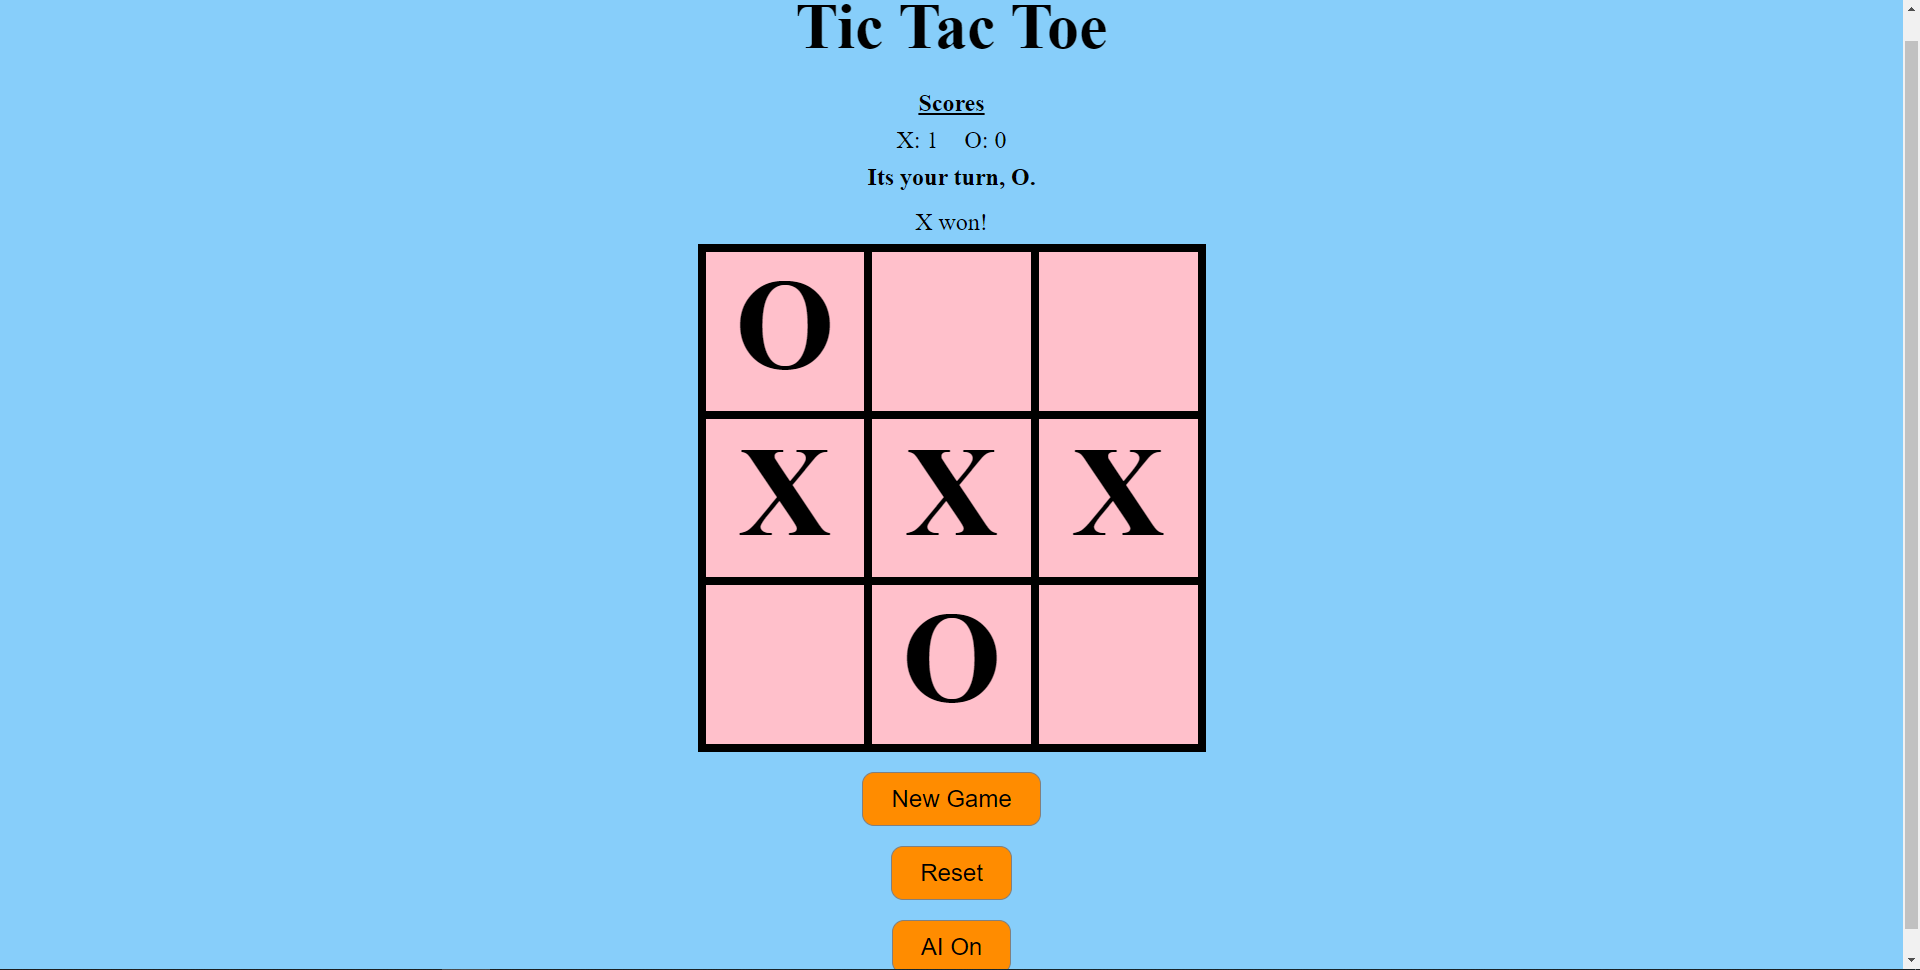 Tic Tac Toe
Scores
X: 1 O: 0
Its your turn, O.
X won!
O
X X X
O
New Game
Reset
AI On